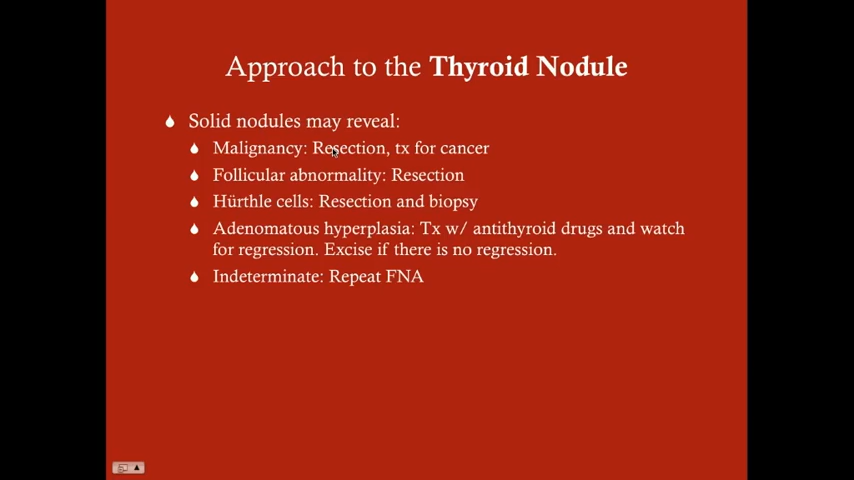 Approach to the Thyroid Nodule
Solid nodules may reveal:
Malignancy: Resection, tx for cancer
Follicular abnormality: Resection
Hürthle cells: Resection and biopsy
Adenomatous hyperplasia: Tx w/ antithyroid drugs and watch
for regression. Excise if there is no regression.
Indeterminate: Repeat FNA